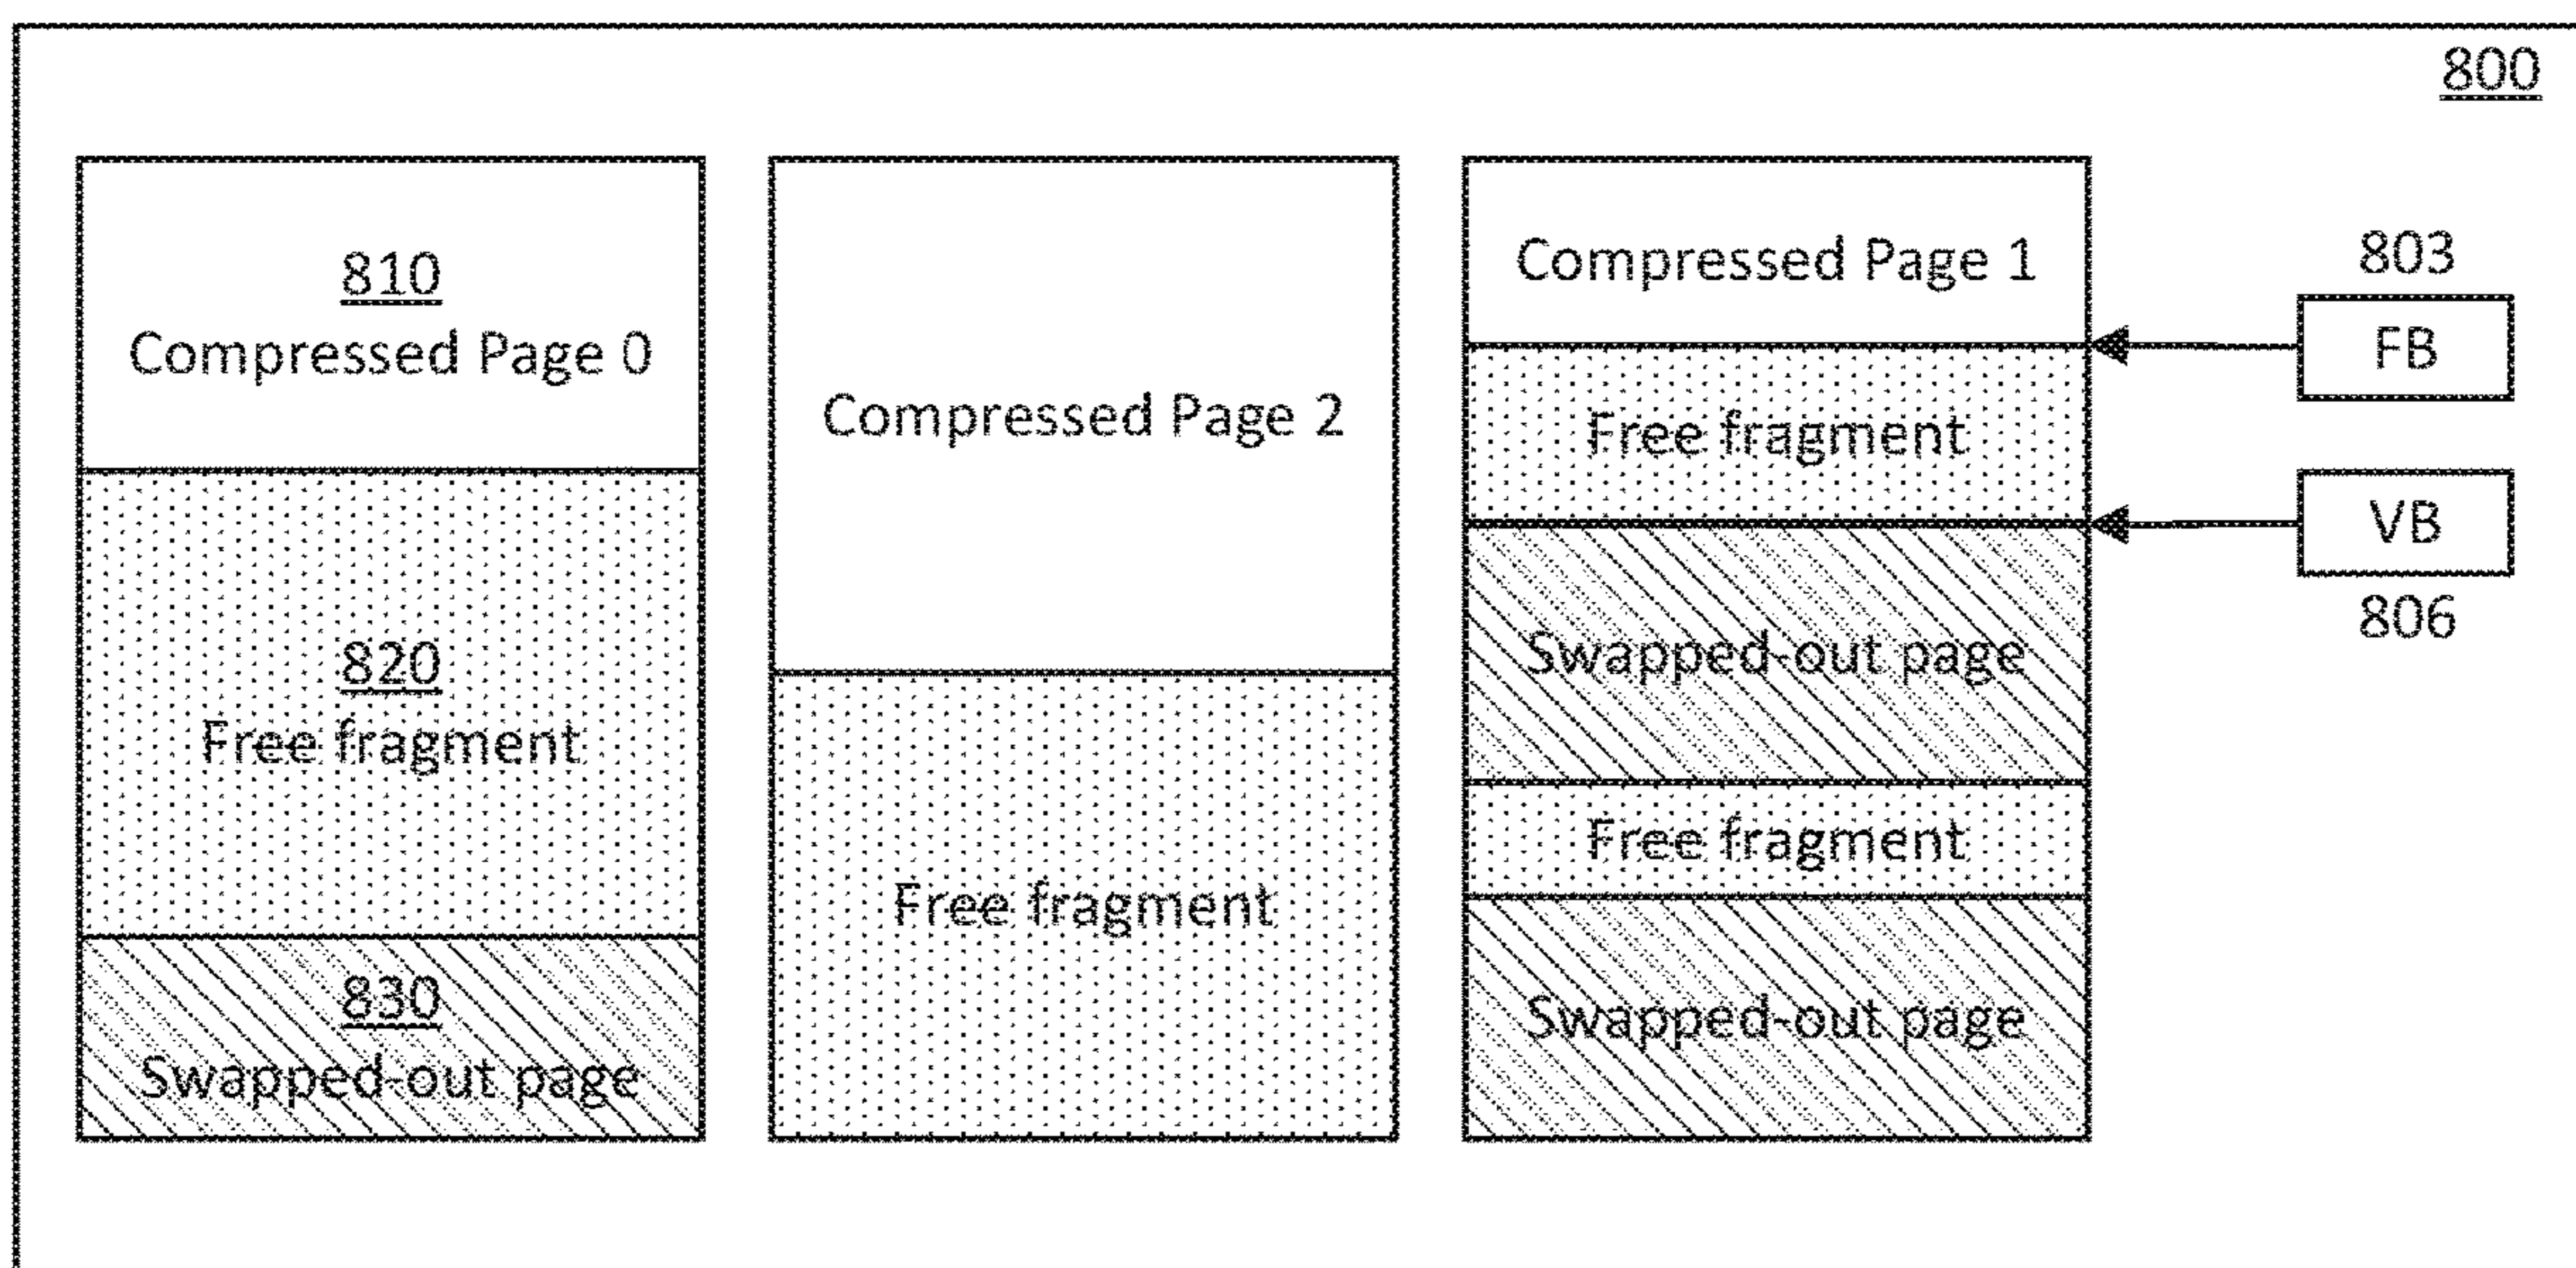 800
810
Compressed Page 0
820
Free fragment
830
Swapped-out page
Compressed Page 2
Free fragment
Compressed Page 1
Free fragment
Swapped-out page
Free fragment
Swapped-out page
803
FB
VB
806